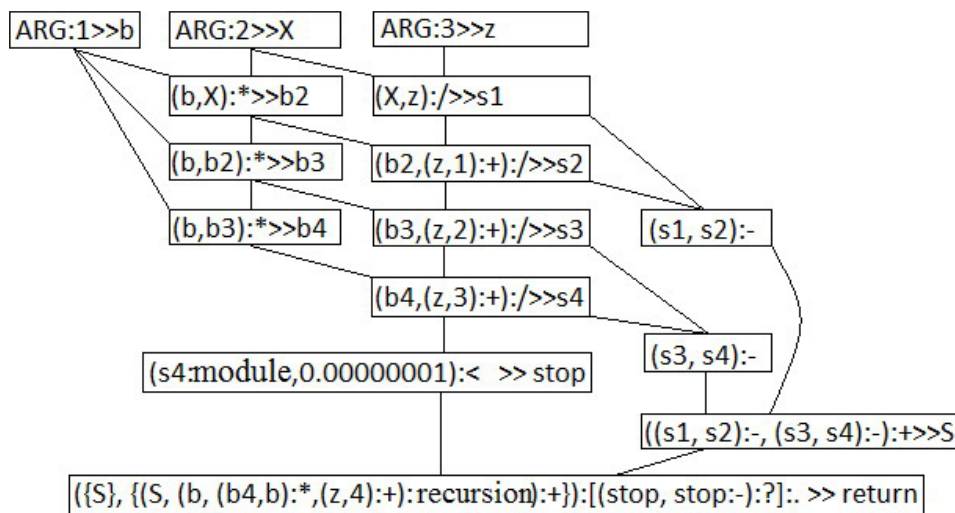 ARG:1>>b
ARG:2>>X
ARG:3>>z
(b,X):*>>b2
(X,z):/>>s1
(b,b2):*>>b3
(b2,(z,1):+):/>>s2
(b,b3):*>>b4
(b3,(z,2):+):/>>s3
(s1, s2):-
(b4,(z,3):+):/>>s4
(s3, s4):-
(s4:module,0.00000001):< >> stop
((s1, s2):-, (s3, s4):-):+>>S
({S}, {(S, (b, (b4,b):*,(z,4):+):recursion):+}):[(stop, stop:-):?]:. >> return